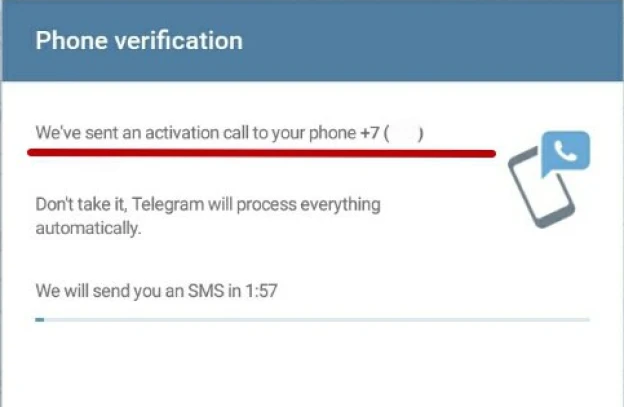 Phone verification
We've sent an activation call to your phone +7 ( )
Don't take it, Telegram will process everything
automatically.
We will send you an SMS in 1:57